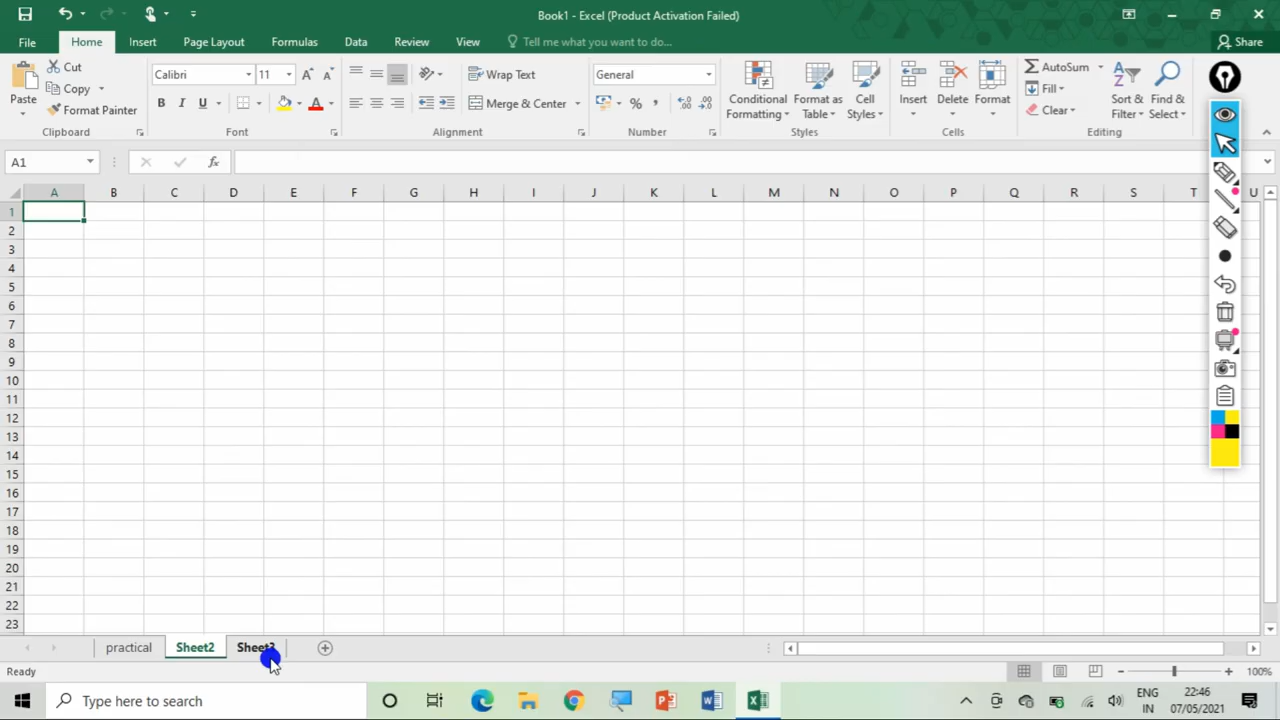 Book1 - Excel (Product Activation Failed)
File Home Insert Page Layout Formulas Data Review View Tell me what you want to do... Share
Paste Cut Copy Format Painter
Calibri 11
B I U A
Wrap Text
Merge & Center
General
%
Conditional Formatting
Format as Table
Cell Styles
Insert Delete Format
AutoSum
Fill
Clear
Sort & Filter
Find & Select
Clipboard Font Alignment Number Styles Cells Editing
A1 fx
A B C D E F G H I J K L M N O P Q R S T U
1
2
3
4
5
6
7
8
9
10
11
12
13
14
15
16
17
18
19
20
21
22
23
practical Sheet2
Ready 100%
Type here to search ENG IN 22:46 07/05/2021